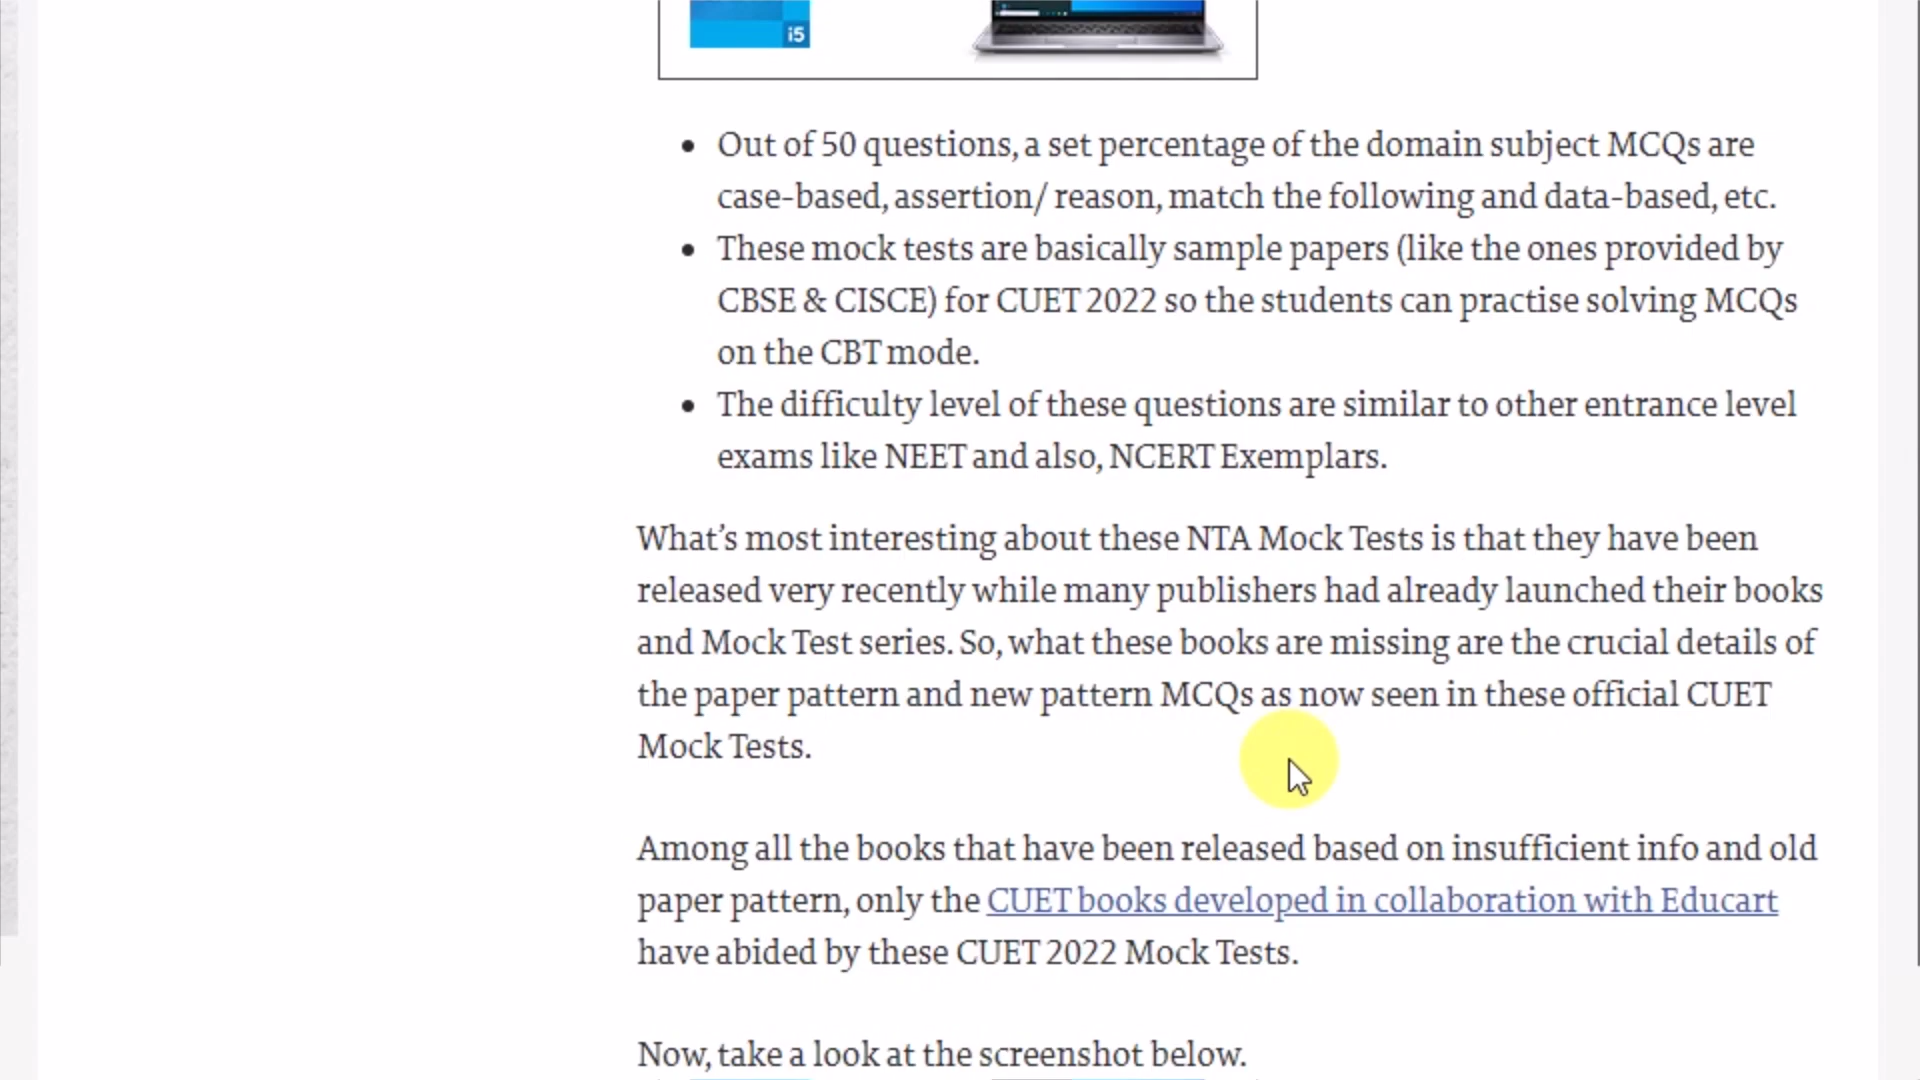 i5
Out of 50 questions, a set percentage of the domain subject MCQs are
case-based, assertion/ reason, match the following and data-based, etc.
These mock tests are basically sample papers (like the ones provided by
CBSE & CISCE) for CUET 2022 so the students can practise solving MCQs
on the CBT mode.
The difficulty level of these questions are similar to other entrance level
exams like NEET and also, NCERT Exemplars.
What’s most interesting about these NTA Mock Tests is that they have been
released very recently while many publishers had already launched their books
and Mock Test series. So, what these books are missing are the crucial details of
the paper pattern and new pattern MCQs as now seen in these official CUET
Mock Tests.
Among all the books that have been released based on insufficient info and old
paper pattern, only the CUET books developed in collaboration with Educart
have abided by these CUET 2022 Mock Tests.
Now, take a look at the screenshot below.